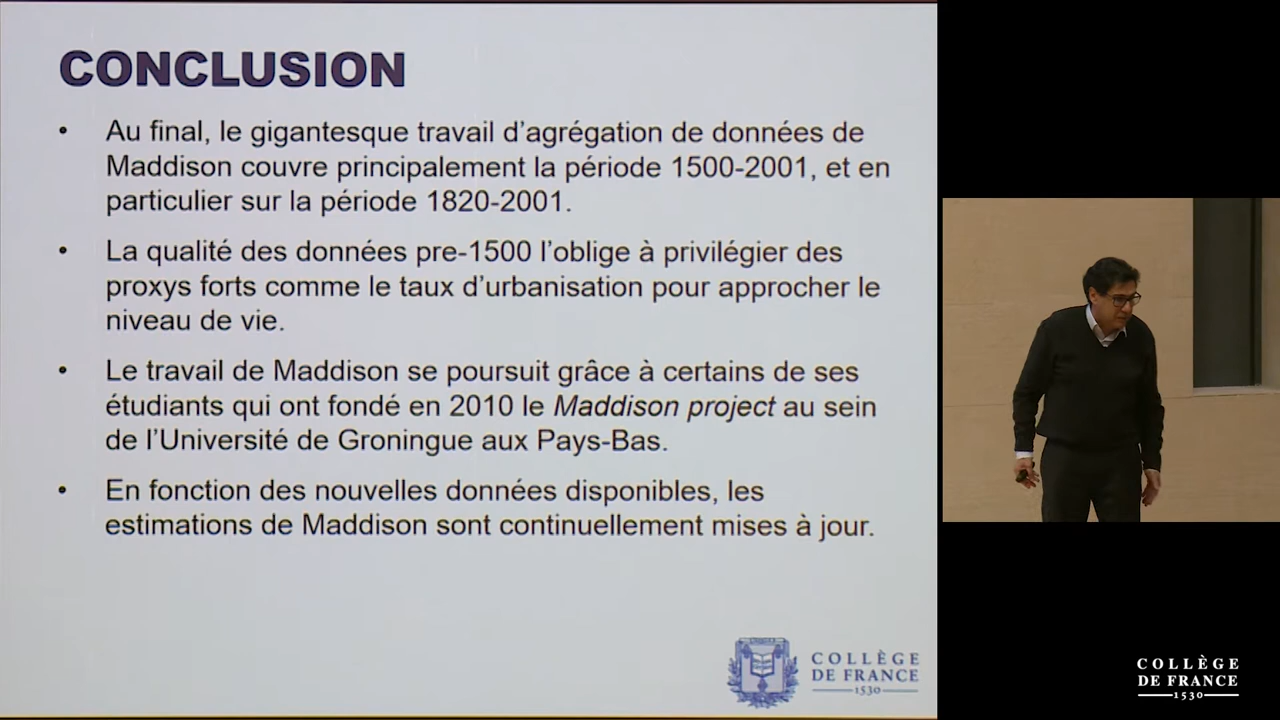 CONCLUSION
• Au final, le gigantesque travail d'agrégation de données de
Maddison couvre principalement la période 1500-2001, et en
particulier sur la période 1820-2001.
• La qualité des données pre-1500 l'oblige à privilégier des
proxys forts comme le taux d'urbanisation pour approcher le
niveau de vie.
• Le travail de Maddison se poursuit grâce à certains de ses
étudiants qui ont fondé en 2010 le Maddison project au sein
de l'Université de Groningue aux Pays-Bas.
• En fonction des nouvelles données disponibles, les
estimations de Maddison sont continuellement mises à jour.
COLLÈGE
DE FRANCE
1530
COLLÈGE
DE FRANCE
1530